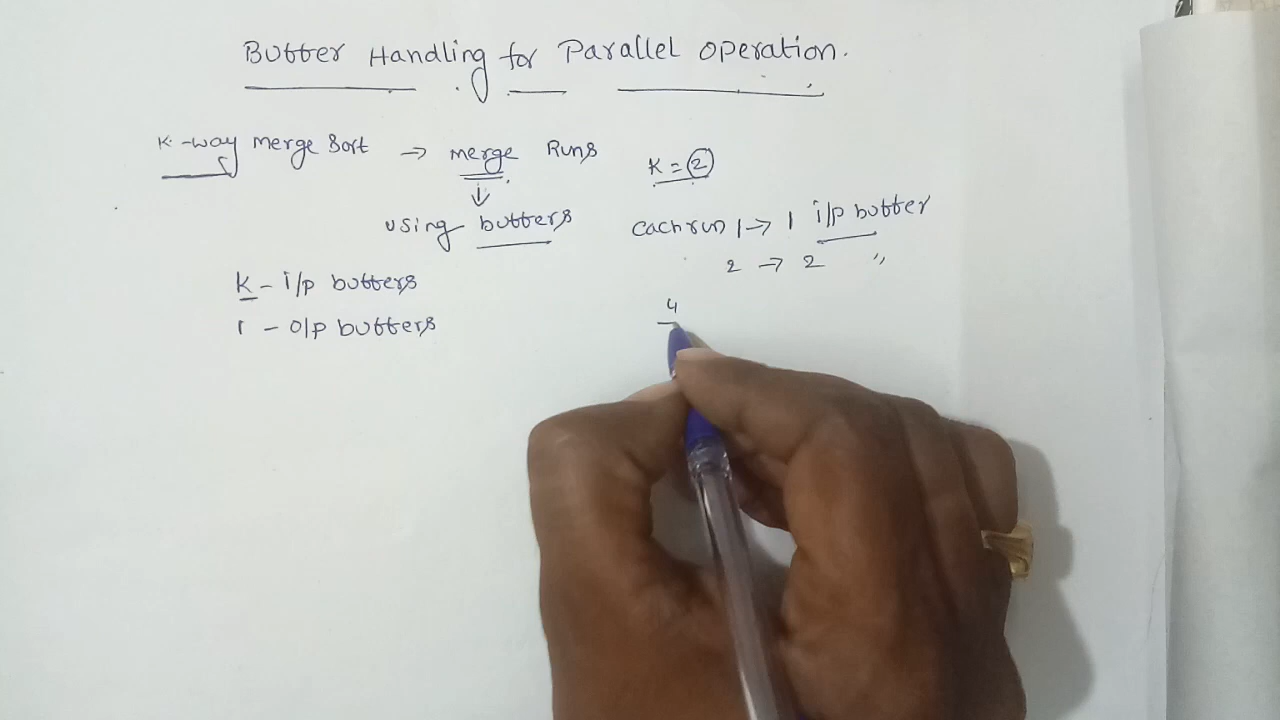 Buffer Handling for Parallel Operation.
K-way merge Sort → merge Runs
K = 2
↓
using buffers
each run 1 → 1 i/p buffer
2 → 2 "
K - i/p buffers
1 - o/p buffers
4